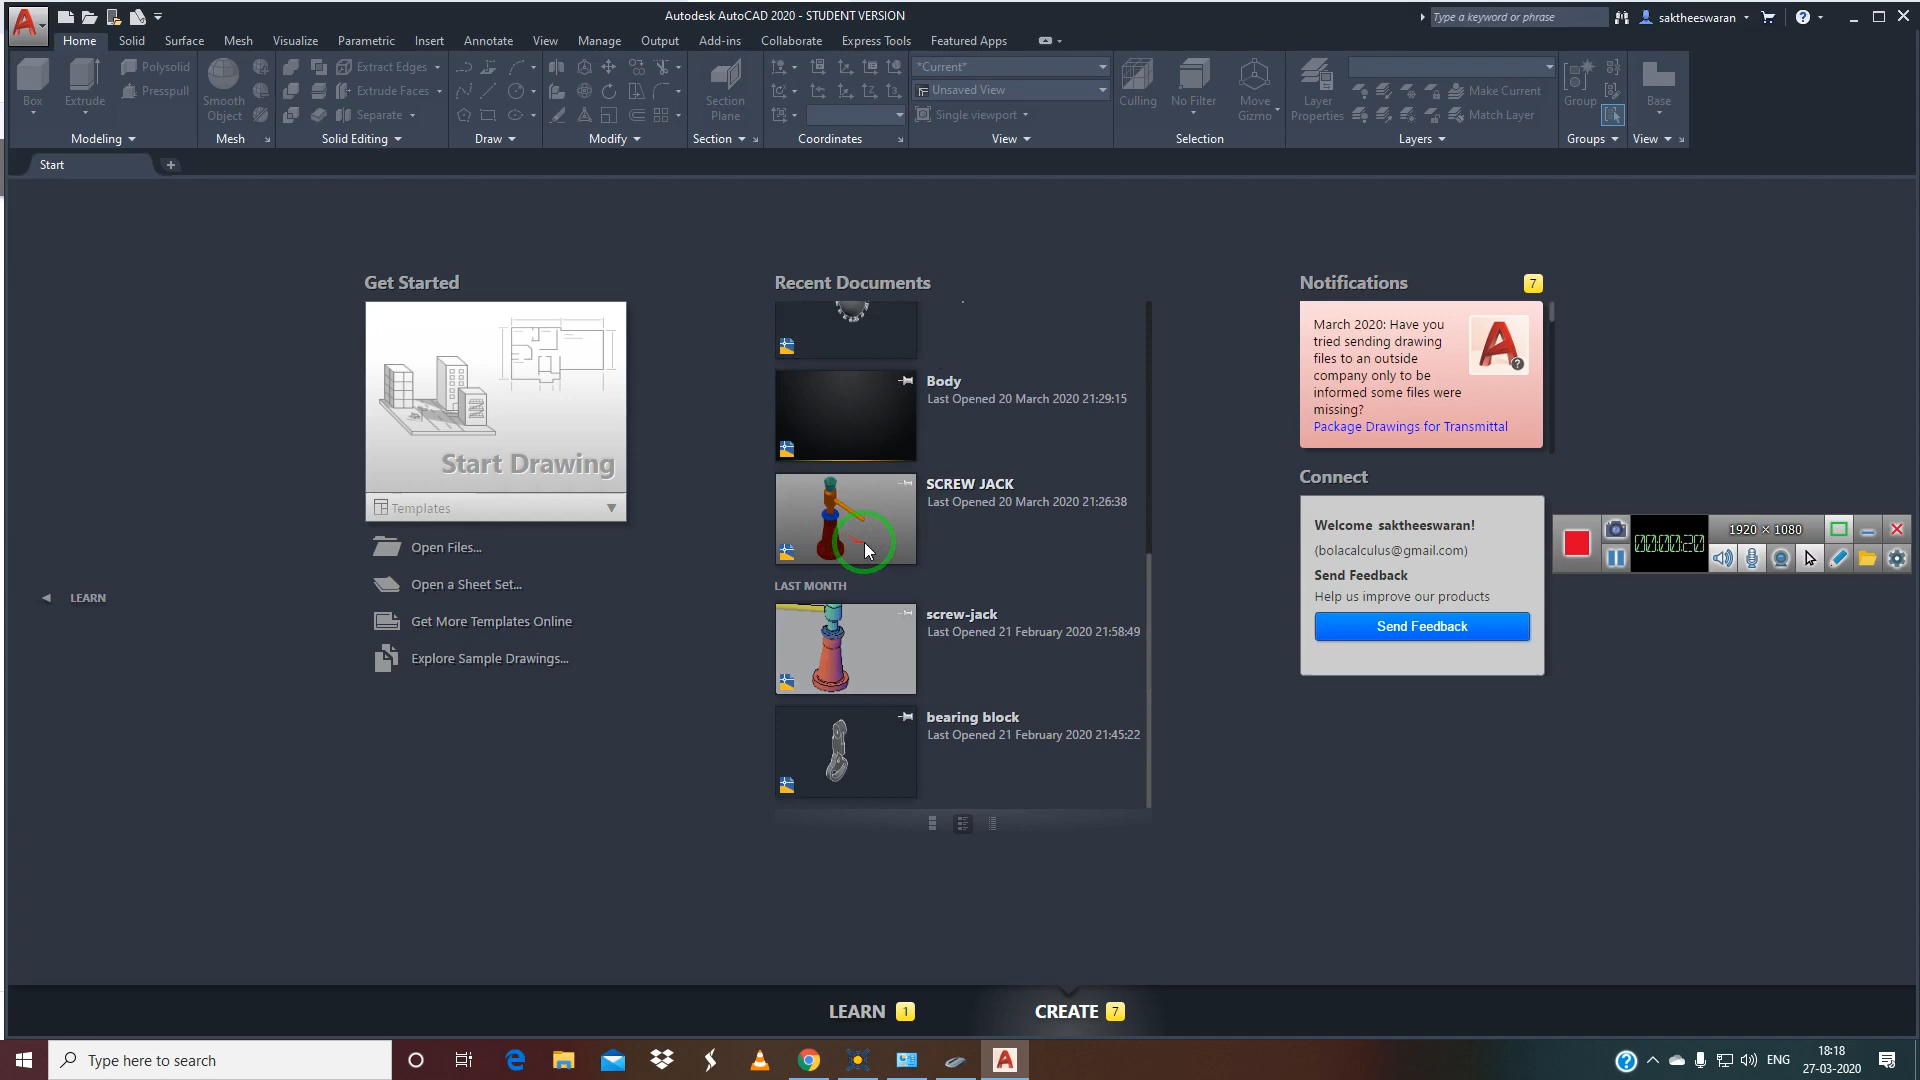 Autodesk AutoCAD 2020 - STUDENT VERSION
Type a keyword or phrase
saktheeswaran
Home Solid Surface Mesh Visualize Parametric Insert Annotate View Manage Output Add-ins Collaborate Express Tools Featured Apps
Box
Extrude
Polysolid
Presspull
Modeling
Smooth
Object
Mesh
Extract Edges
Extrude Faces
Separate
Solid Editing
Draw
Modify
Section
Plane
Section
Coordinates
*Current*
Unsaved View
Single viewport
View
Culling
No Filter
Move
Gizmo
Selection
Layer
Properties
Make Current
Match Layer
Layers
Group
Groups
Base
View
Start
Get Started
Start Drawing
Templates
Open Files...
Open a Sheet Set...
Get More Templates Online
Explore Sample Drawings...
LEARN
Recent Documents
Body
Last Opened 20 March 2020 21:29:15
SCREW JACK
Last Opened 20 March 2020 21:26:38
LAST MONTH
screw-jack
Last Opened 21 February 2020 21:58:49
bearing block
Last Opened 21 February 2020 21:45:22
Notifications 7
March 2020: Have you
tried sending drawing
files to an outside
company only to be
informed some files were
missing?
Package Drawings for Transmittal
Connect
Welcome saktheeswaran!
(bolacalculus@gmail.com)
Send Feedback
Help us improve our products
Send Feedback
00:00:20
1920 × 1080
LEARN 1
CREATE 7
Type here to search
ENG
18:18
27-03-2020